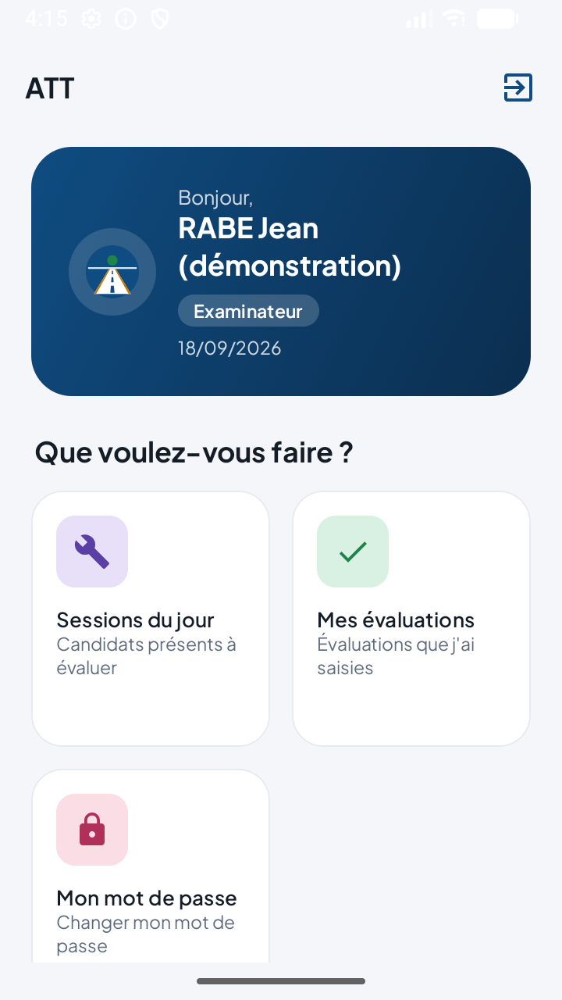 4:15
ATT
Bonjour,
RABE Jean
(démonstration)
Examinateur
18/09/2026
Que voulez-vous faire ?
Sessions du jour
Candidats présents à
évaluer
Mes évaluations
Évaluations que j'ai
saisies
Mon mot de passe
Changer mon mot de
passe